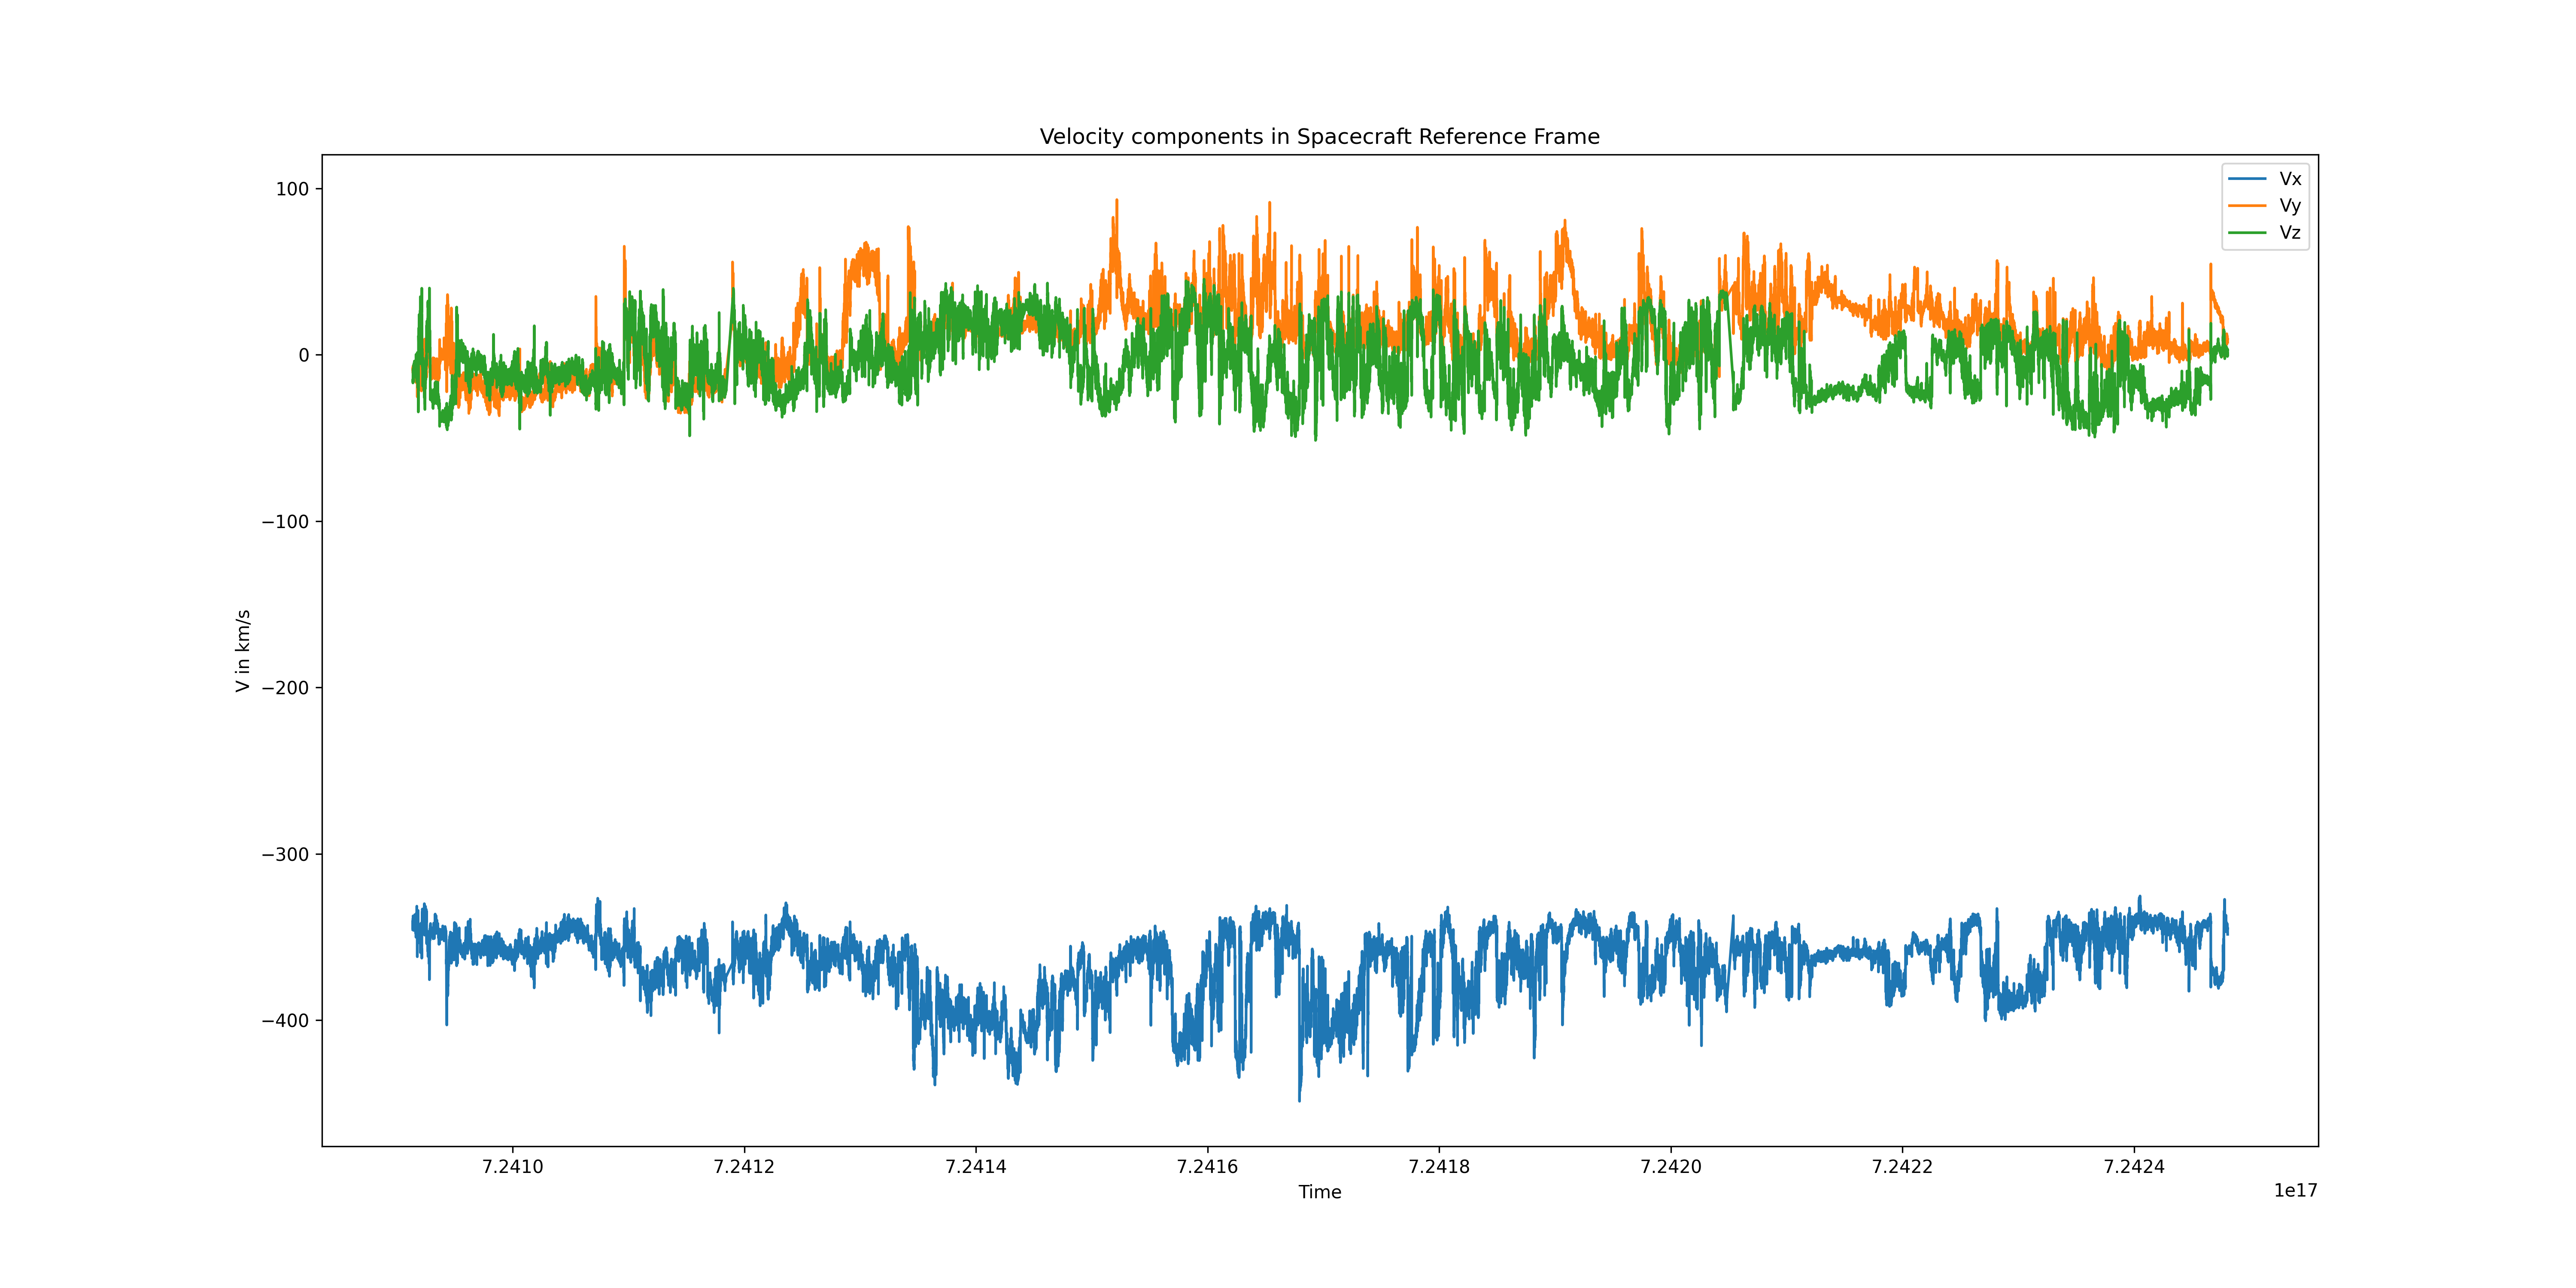 Velocity components in Spacecraft Reference Frame
Vx
Vy
Vz
100
0
−100
−200
−300
−400
V in km/s
7.2410 7.2412 7.2414 7.2416 7.2418 7.2420 7.2422 7.2424
Time
1e17